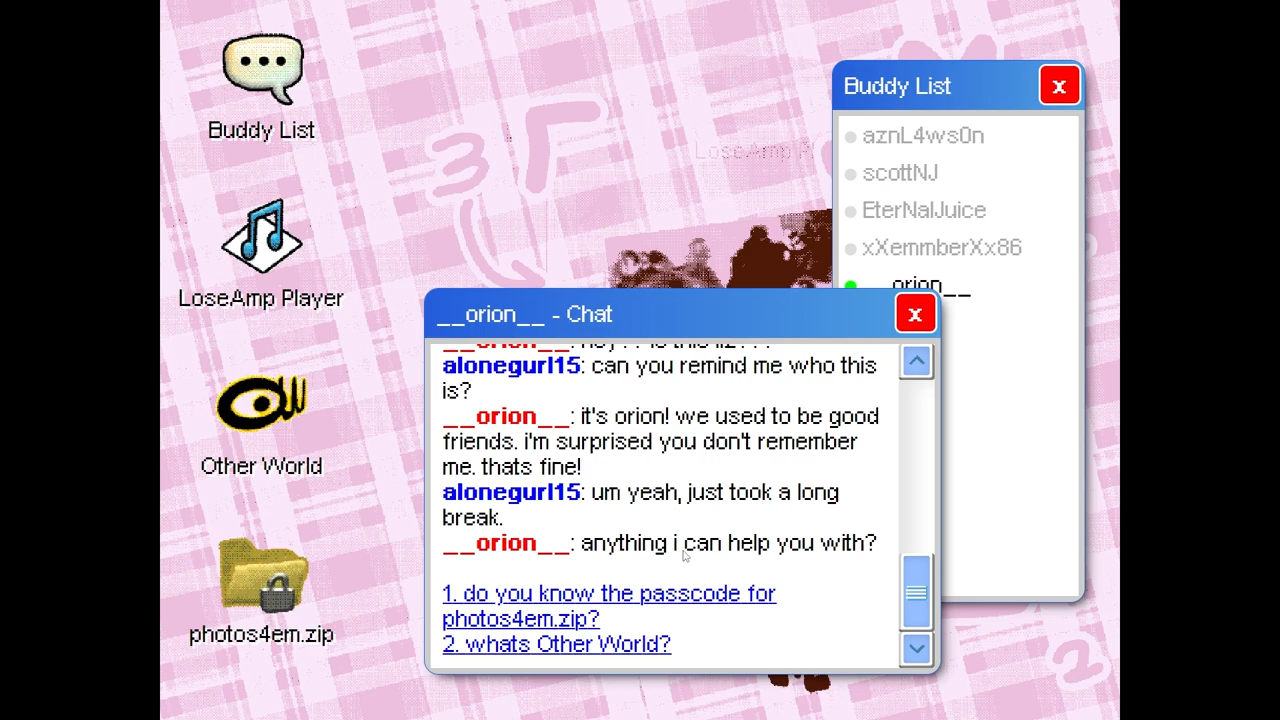 Buddy List
LoseAmp Player
Other World
photos4em.zip
3
2
Buddy List
x
aznL4ws0n
scottNJ
EterNalJuice
xXemmberXx86
__orion__
__orion__ - Chat
x
alonegurl15: can you remind me who this
is?
__orion__: it's orion! we used to be good
friends. i'm surprised you don't remember
me. thats fine!
alonegurl15: um yeah, just took a long
break.
__orion__: anything i can help you with?
1. do you know the passcode for
photos4em.zip?
2. whats Other World?